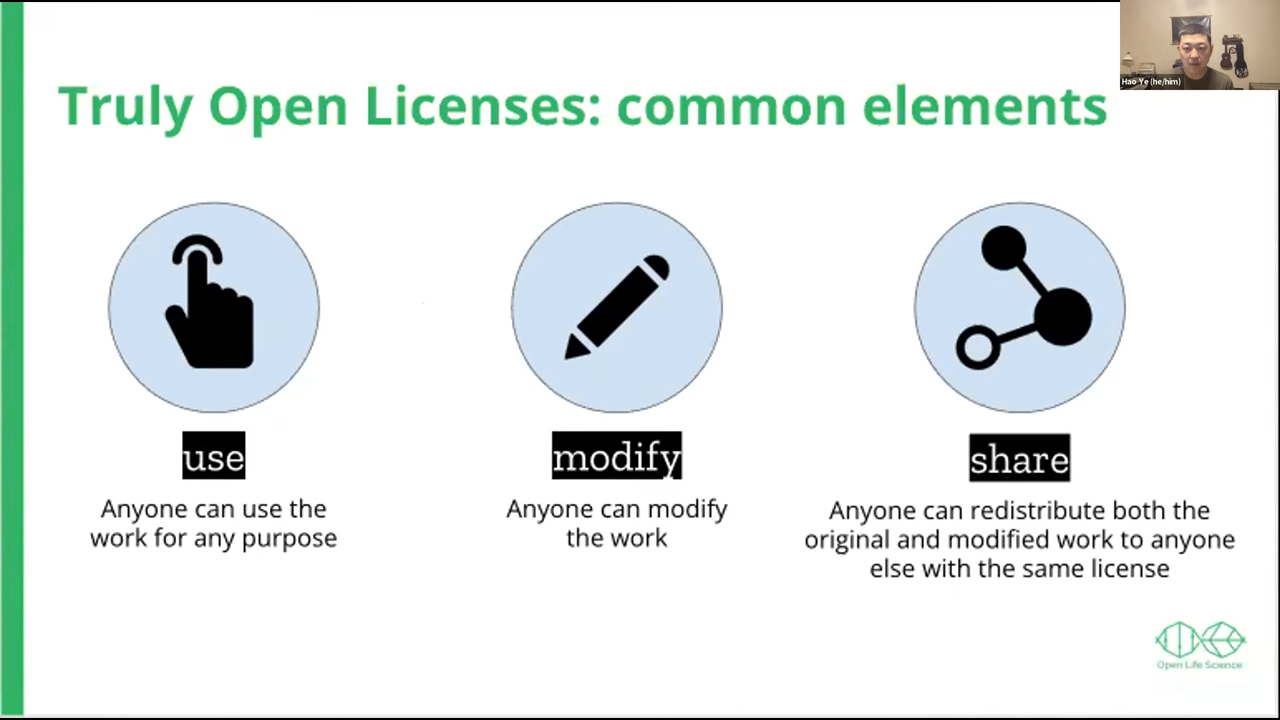 Hao Ye (he/him)
Truly Open Licenses: common elements
use
Anyone can use the
work for any purpose
modify
Anyone can modify
the work
share
Anyone can redistribute both the
original and modified work to anyone
else with the same license
Open Life Science